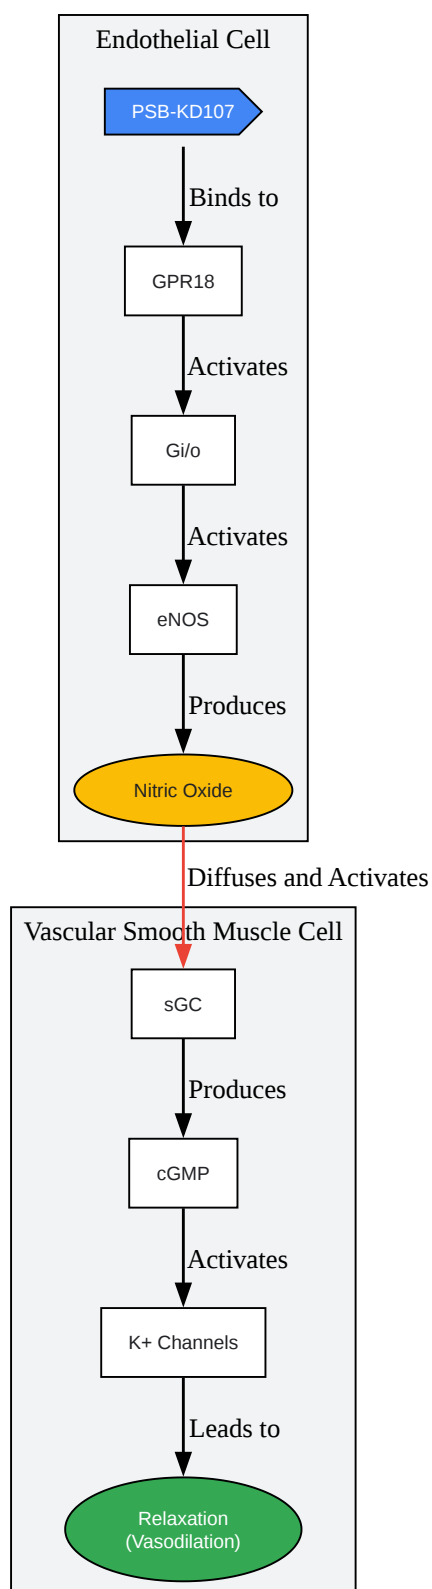 Endothelial Cell
PSB-KD107
Binds to
GPR18
Activates
Gi/o
Activates
eNOS
Produces
Nitric Oxide
Diffuses and Activates
Vascular Smooth Muscle Cell
sGC
Produces
cGMP
Activates
K+ Channels
Leads to
Relaxation
(Vasodilation)